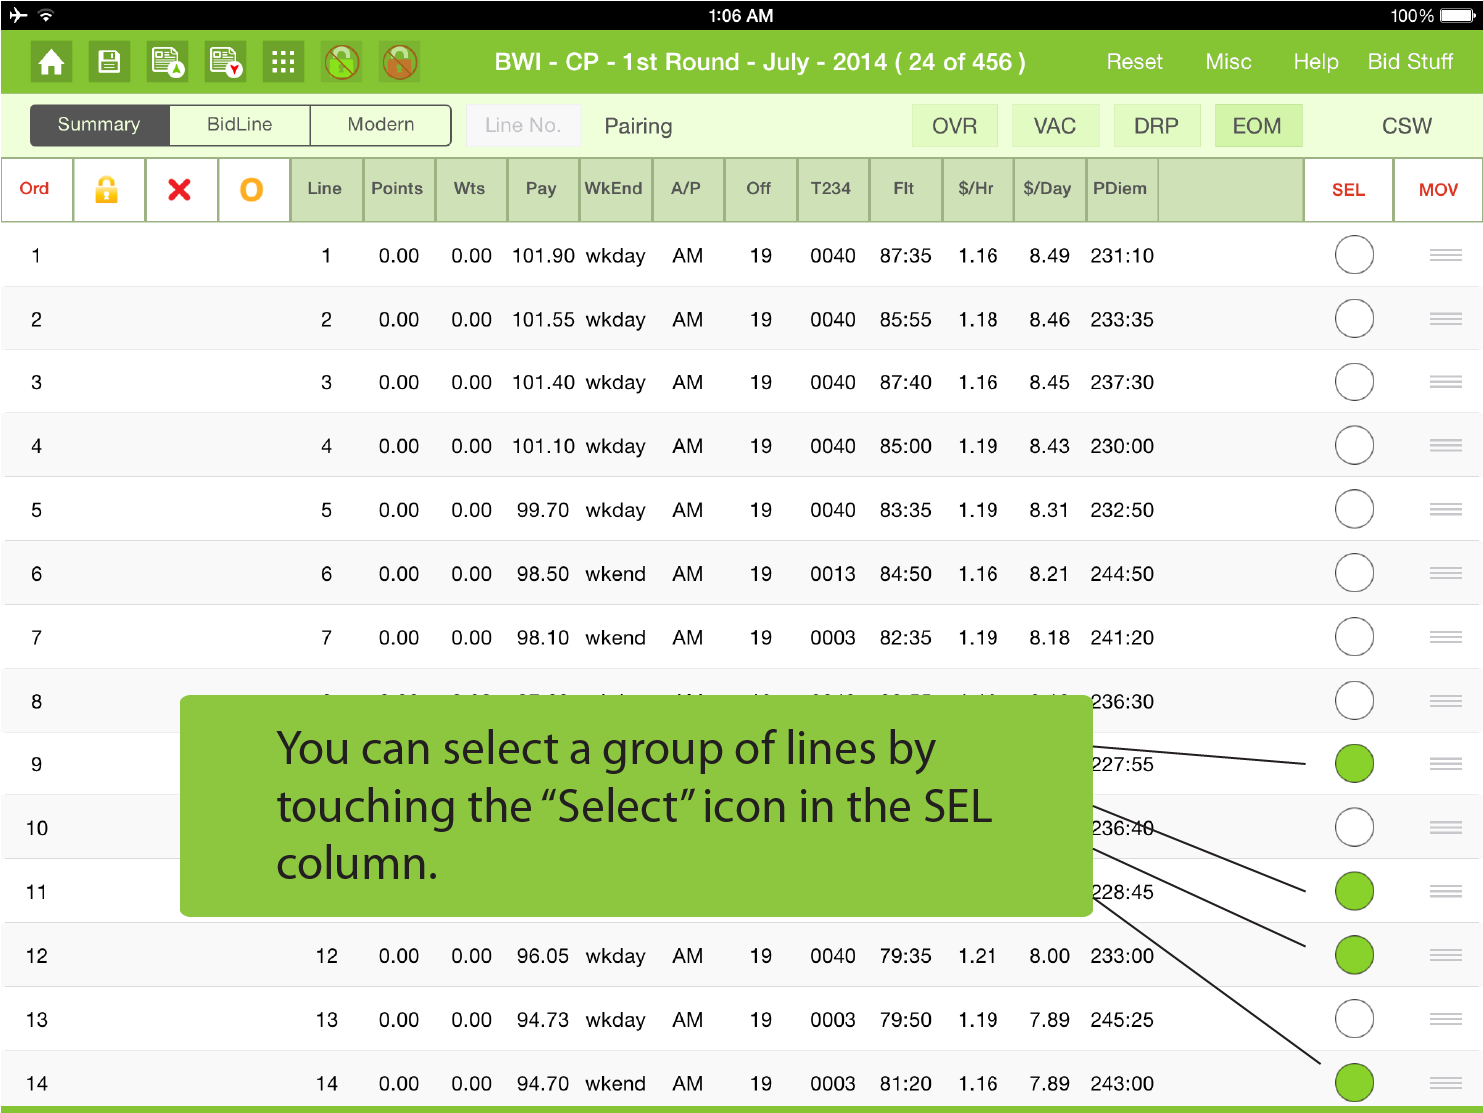 1:06 AM
100%
BWI - CP - 1st Round - July - 2014 ( 24 of 456 ) Reset Misc Help Bid Stuff
Summary BidLine Modern Line No. Pairing OVR VAC DRP EOM CSW
Ord Line Points Wts Pay WkEnd A/P Off T234 Flt $/Hr $/Day PDiem SEL MOV
1 1 0.00 0.00 101.90 wkday AM 19 0040 87:35 1.16 8.49 231:10
2 2 0.00 0.00 101.55 wkday AM 19 0040 85:55 1.18 8.46 233:35
3 3 0.00 0.00 101.40 wkday AM 19 0040 87:40 1.16 8.45 237:30
4 4 0.00 0.00 101.10 wkday AM 19 0040 85:00 1.19 8.43 230:00
5 5 0.00 0.00 99.70 wkday AM 19 0040 83:35 1.19 8.31 232:50
6 6 0.00 0.00 98.50 wkend AM 19 0013 84:50 1.16 8.21 244:50
7 7 0.00 0.00 98.10 wkend AM 19 0003 82:35 1.19 8.18 241:20
8 236:30
9 227:55
10 236:40
11 228:45
You can select a group of lines by
touching the “Select” icon in the SEL
column.
12 12 0.00 0.00 96.05 wkday AM 19 0040 79:35 1.21 8.00 233:00
13 13 0.00 0.00 94.73 wkday AM 19 0003 79:50 1.19 7.89 245:25
14 14 0.00 0.00 94.70 wkend AM 19 0003 81:20 1.16 7.89 243:00